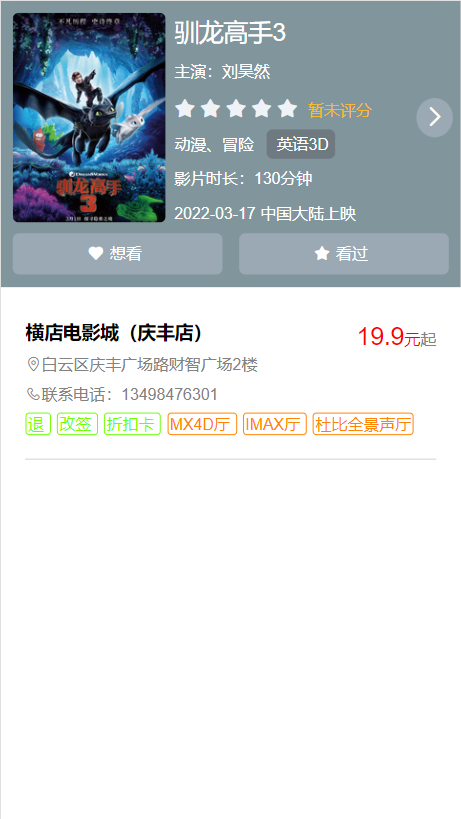 不凡的历程 史诗终章
DREAMWORKS
驯龙高手
3
驯龙高手3
主演：刘昊然
暂未评分
动漫、冒险 英语3D
影片时长：130分钟
2022-03-17 中国大陆上映
想看 看过
横店电影城（庆丰店）
19.9元起
白云区庆丰广场路财智广场2楼
联系电话：13498476301
退 改签 折扣卡 MX4D厅 IMAX厅 杜比全景声厅